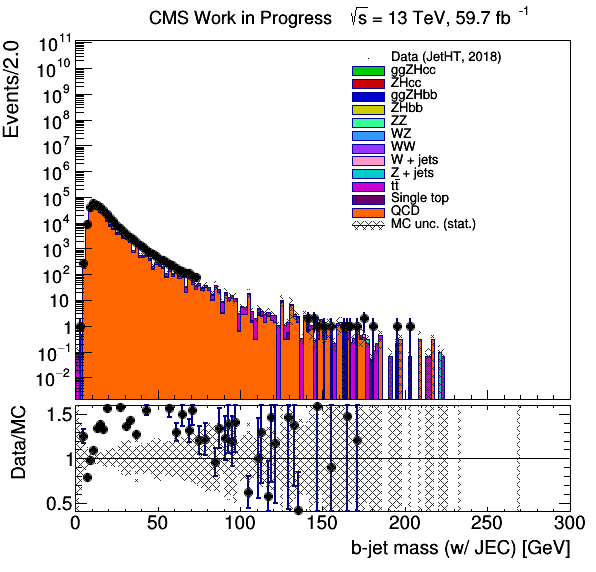 CMS Work in Progress √s = 13 TeV, 59.7 fb⁻¹
Events/2.0
10¹¹
10¹⁰
10⁹
10⁸
10⁷
10⁶
10⁵
10⁴
10³
10²
10
1
10⁻¹
10⁻²
Data (JetHT, 2018)
ggZHcc
ZHcc
ggZHbb
ZHbb
ZZ
WZ
WW
W + jets
Z + jets
tt̄
Single top
QCD
MC unc. (stat.)
Data/MC
1.5
1
0.5
0 50 100 150 200 250 300
b-jet mass (w/ JEC) [GeV]